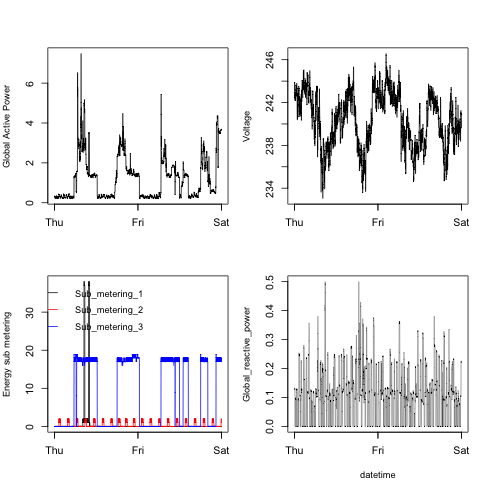 Global Active Power
6
4
2
0
Thu
Fri
Sat
Voltage
246
242
238
234
Thu
Fri
Sat
Energy sub metering
30
20
10
0
Sub_metering_1
Sub_metering_2
Sub_metering_3
Thu
Fri
Sat
Global_reactive_power
0.5
0.4
0.3
0.2
0.1
0.0
Thu
Fri
Sat
datetime